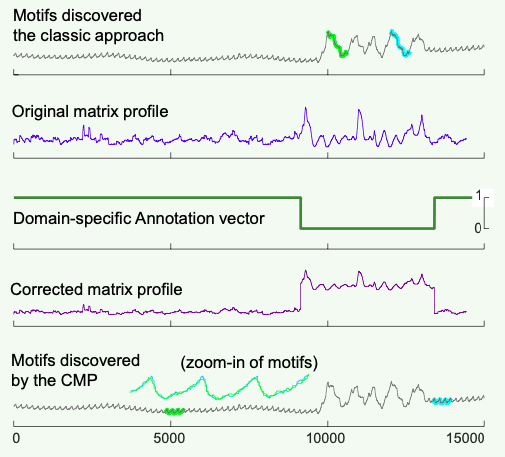 Motifs discovered
the classic approach
Original matrix profile
1
Domain-specific Annotation vector
0
Corrected matrix profile
Motifs discovered
by the CMP
(zoom-in of motifs)
0 5000 10000 15000